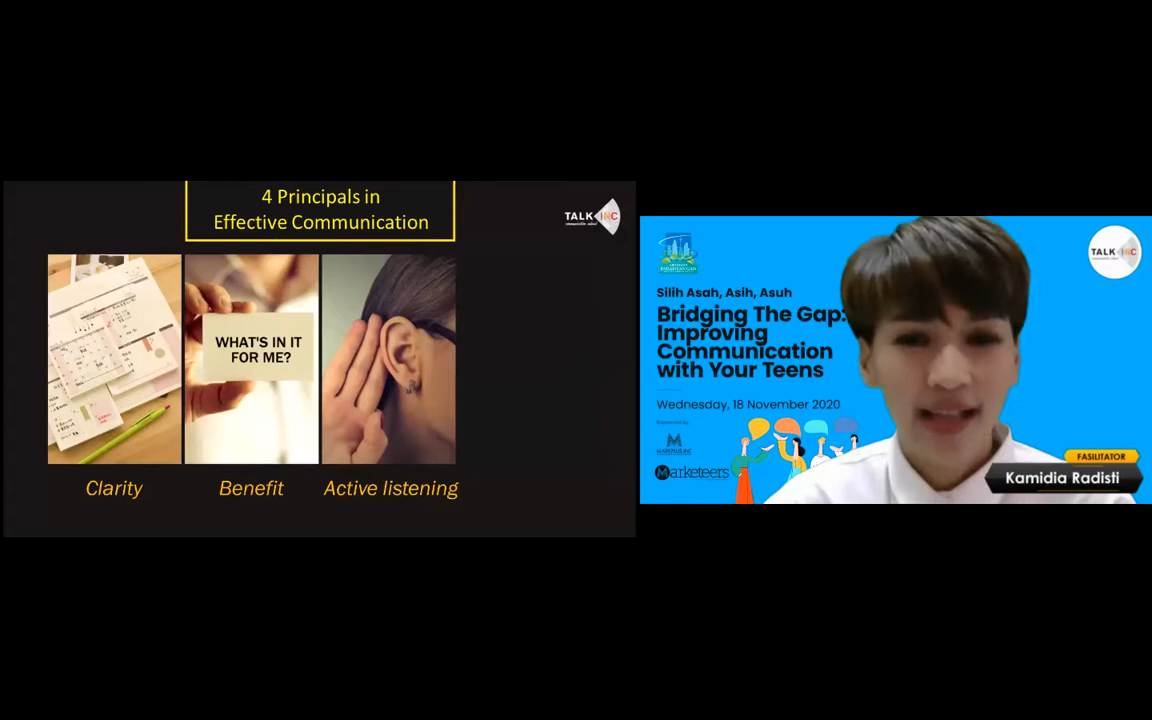 4 Principals in
Effective Communication
TALK INC
WHAT'S IN IT
FOR ME?
Clarity
Benefit
Active listening
Silih Asah, Asih, Asuh
Bridging The Gap:
Improving
Communication
with Your Teens
Wednesday, 18 November 2020
Marketeers
TALK INC
FASILITATOR
Kamidia Radisti